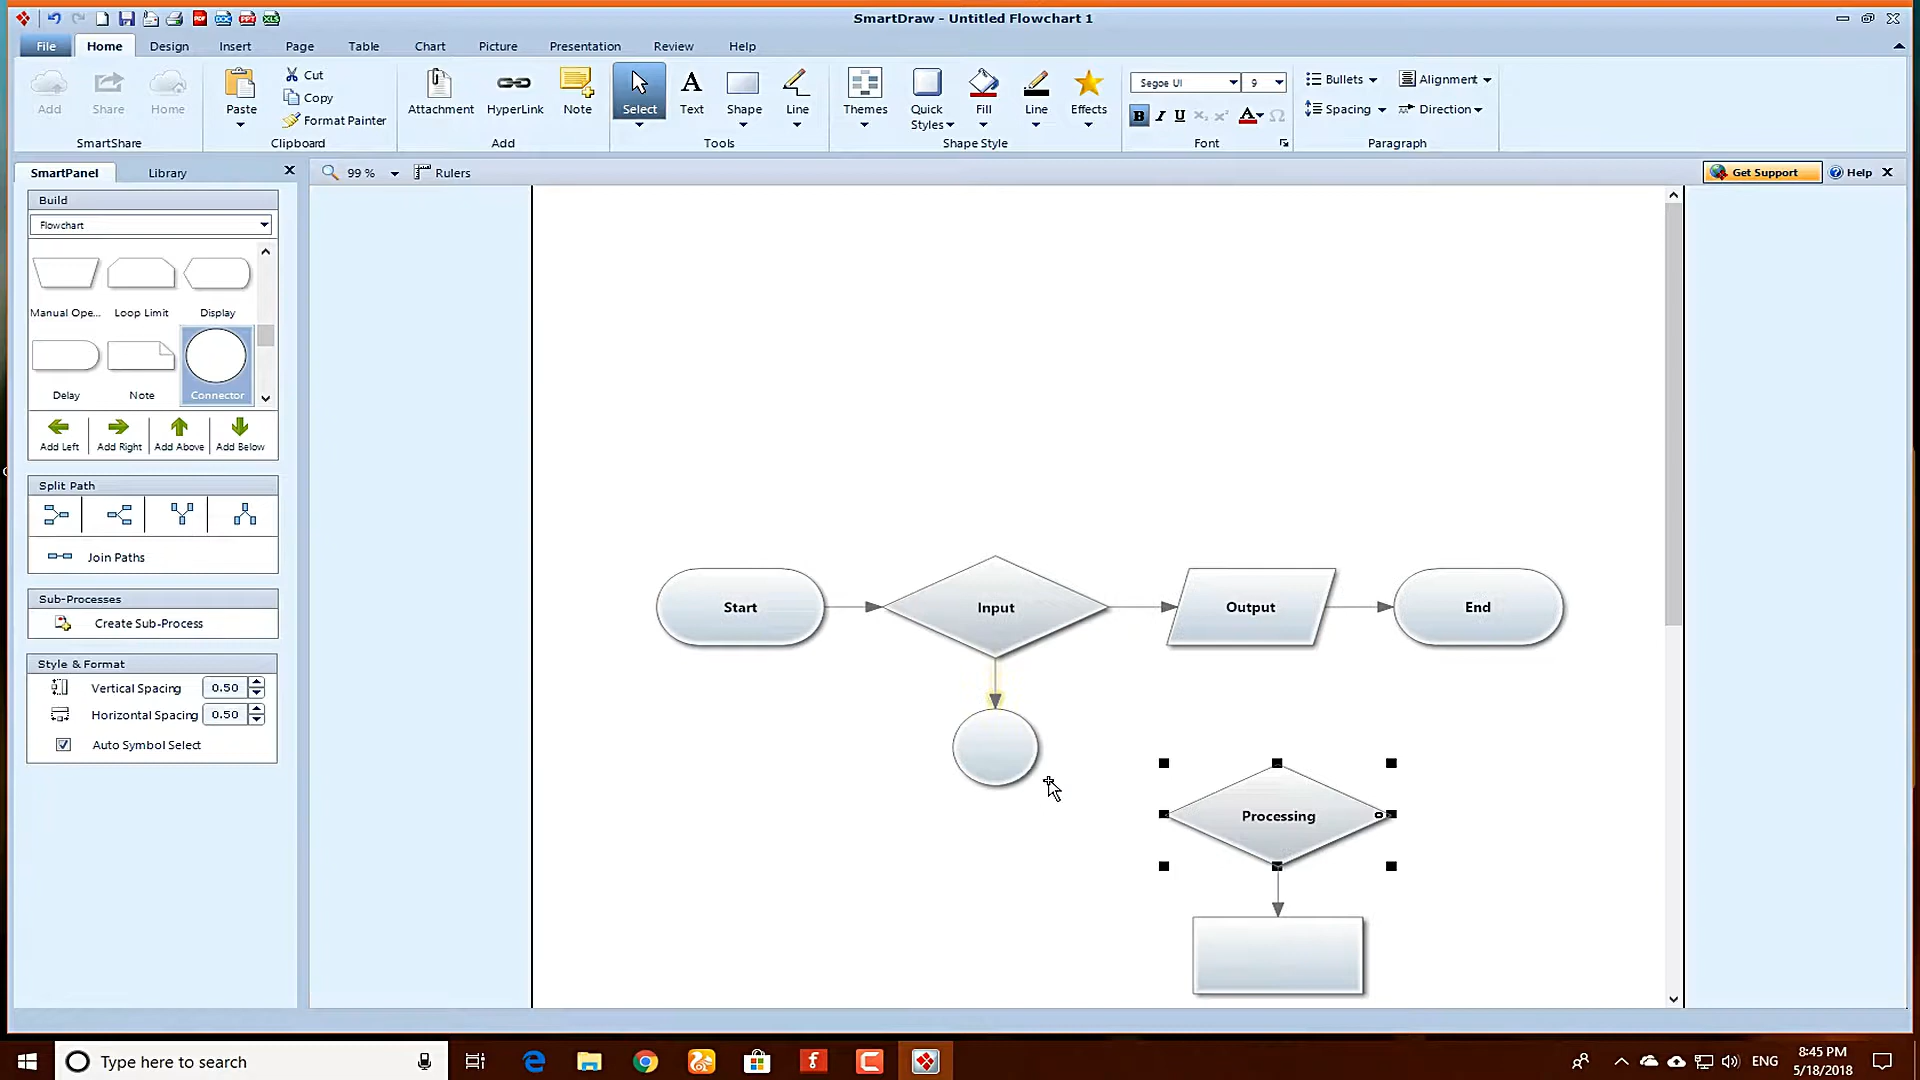 SmartDraw - Untitled Flowchart 1
File Home Design Insert Page Table Chart Picture Presentation Review Help
Add Share Home
SmartShare
Paste
Cut
Copy
Format Painter
Clipboard
Attachment HyperLink Note
Add
Select Text Shape Line
Tools
Themes Quick Styles Fill Line Effects
Shape Style
Segoe UI 9
B I U A
Font
Bullets Alignment
Spacing Direction
Paragraph
SmartPanel Library
99 % Rulers
Get Support Help
Build
Flowchart
Manual Ope... Loop Limit Display
Delay Note Connector
Add Left Add Right Add Above Add Below
Split Path
Join Paths
Sub-Processes
Create Sub-Process
Style & Format
Vertical Spacing 0.50
Horizontal Spacing 0.50
Auto Symbol Select
Start Input Output End
Processing
Type here to search
ENG
8:45 PM
5/18/2018